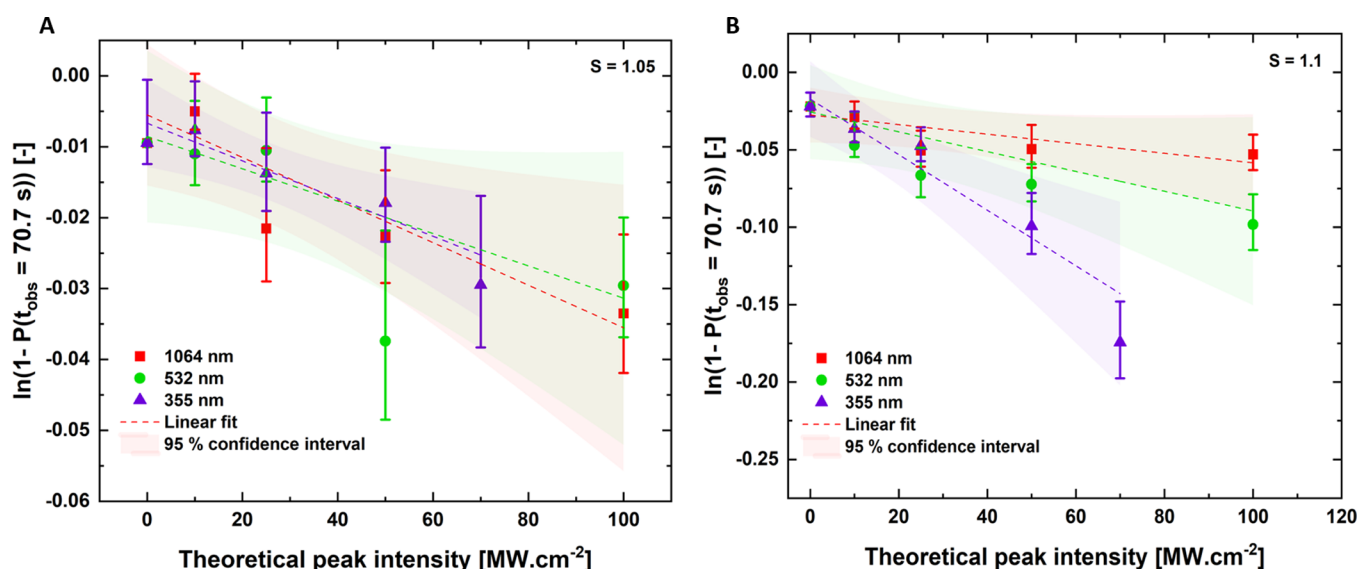 A
S = 1.05
0.00
-0.01
-0.02
-0.03
-0.04
-0.05
-0.06
ln(1- P(t_obs = 70.7 s)) [-]
1064 nm
532 nm
355 nm
Linear fit
95 % confidence interval
0 20 40 60 80 100
Theoretical peak intensity [MW.cm⁻²]
B
S = 1.1
0.00
-0.05
-0.10
-0.15
-0.20
-0.25
ln(1- P(t_obs = 70.7 s)) [-]
1064 nm
532 nm
355 nm
Linear fit
95 % confidence interval
0 20 40 60 80 100 120
Theoretical peak intensity [MW.cm⁻²]